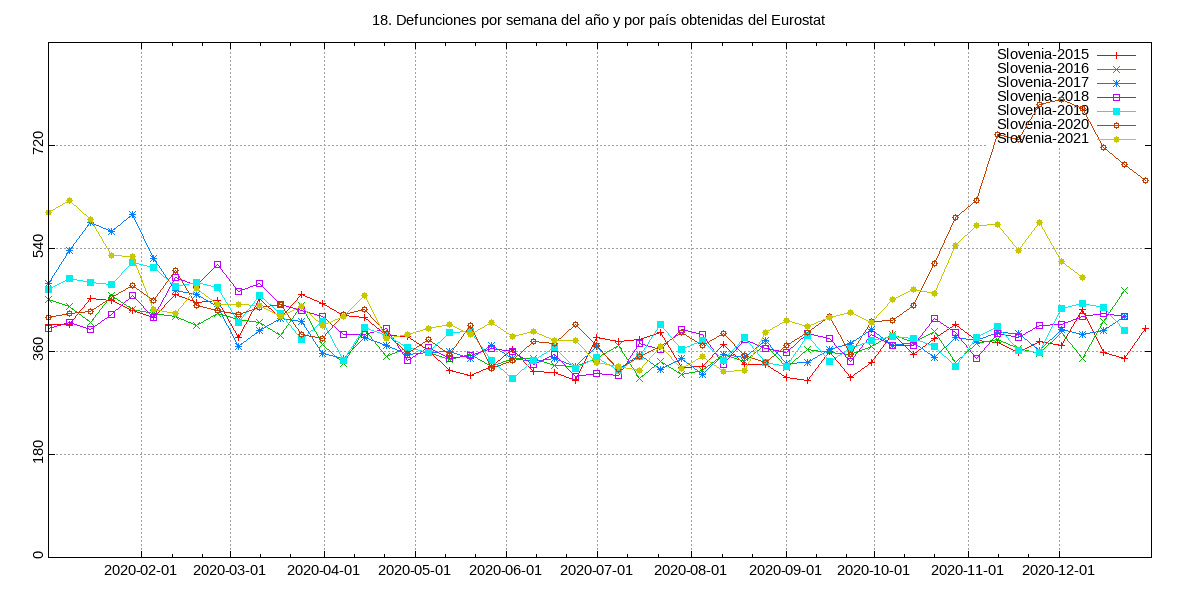 18. Defunciones por semana del año y por país obtenidas del Eurostat
Slovenia-2015
Slovenia-2016
Slovenia-2017
Slovenia-2018
Slovenia-2019
Slovenia-2020
Slovenia-2021
720
540
360
180
0
2020-02-01 2020-03-01 2020-04-01 2020-05-01 2020-06-01 2020-07-01 2020-08-01 2020-09-01 2020-10-01 2020-11-01 2020-12-01